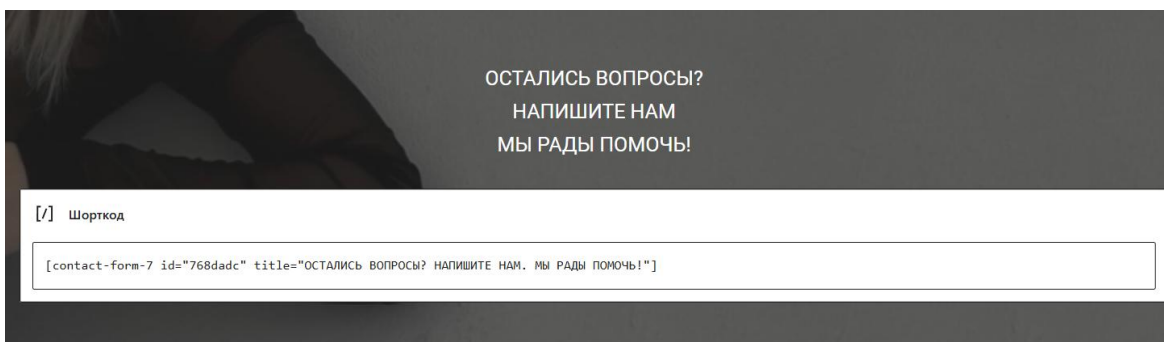 ОСТАЛИСЬ ВОПРОСЫ?
НАПИШИТЕ НАМ
МЫ РАДЫ ПОМОЧЬ!
[/] Шорткод
[contact-form-7 id="768dadc" title="ОСТАЛИСЬ ВОПРОСЫ? НАПИШИТЕ НАМ. МЫ РАДЫ ПОМОЧЬ!"]